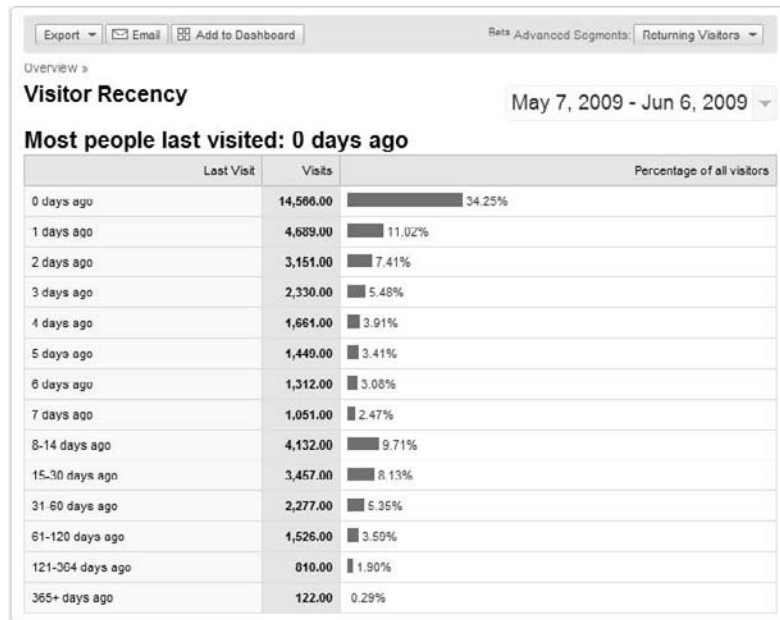 Export Email Add to Dashboard Beta Advanced Segments: Returning Visitors
Overview »
Visitor Recency
May 7, 2009 - Jun 6, 2009
Most people last visited: 0 days ago
Last Visit Visits Percentage of all visitors
0 days ago 14,566.00 34.25%
1 days ago 4,689.00 11.02%
2 days ago 3,151.00 7.41%
3 days ago 2,330.00 5.48%
4 days ago 1,661.00 3.91%
5 days ago 1,449.00 3.41%
6 days ago 1,312.00 3.08%
7 days ago 1,051.00 2.47%
8-14 days ago 4,132.00 9.71%
15-30 days ago 3,457.00 8.13%
31-60 days ago 2,277.00 5.35%
61-120 days ago 1,526.00 3.59%
121-364 days ago 810.00 1.90%
365+ days ago 122.00 0.29%